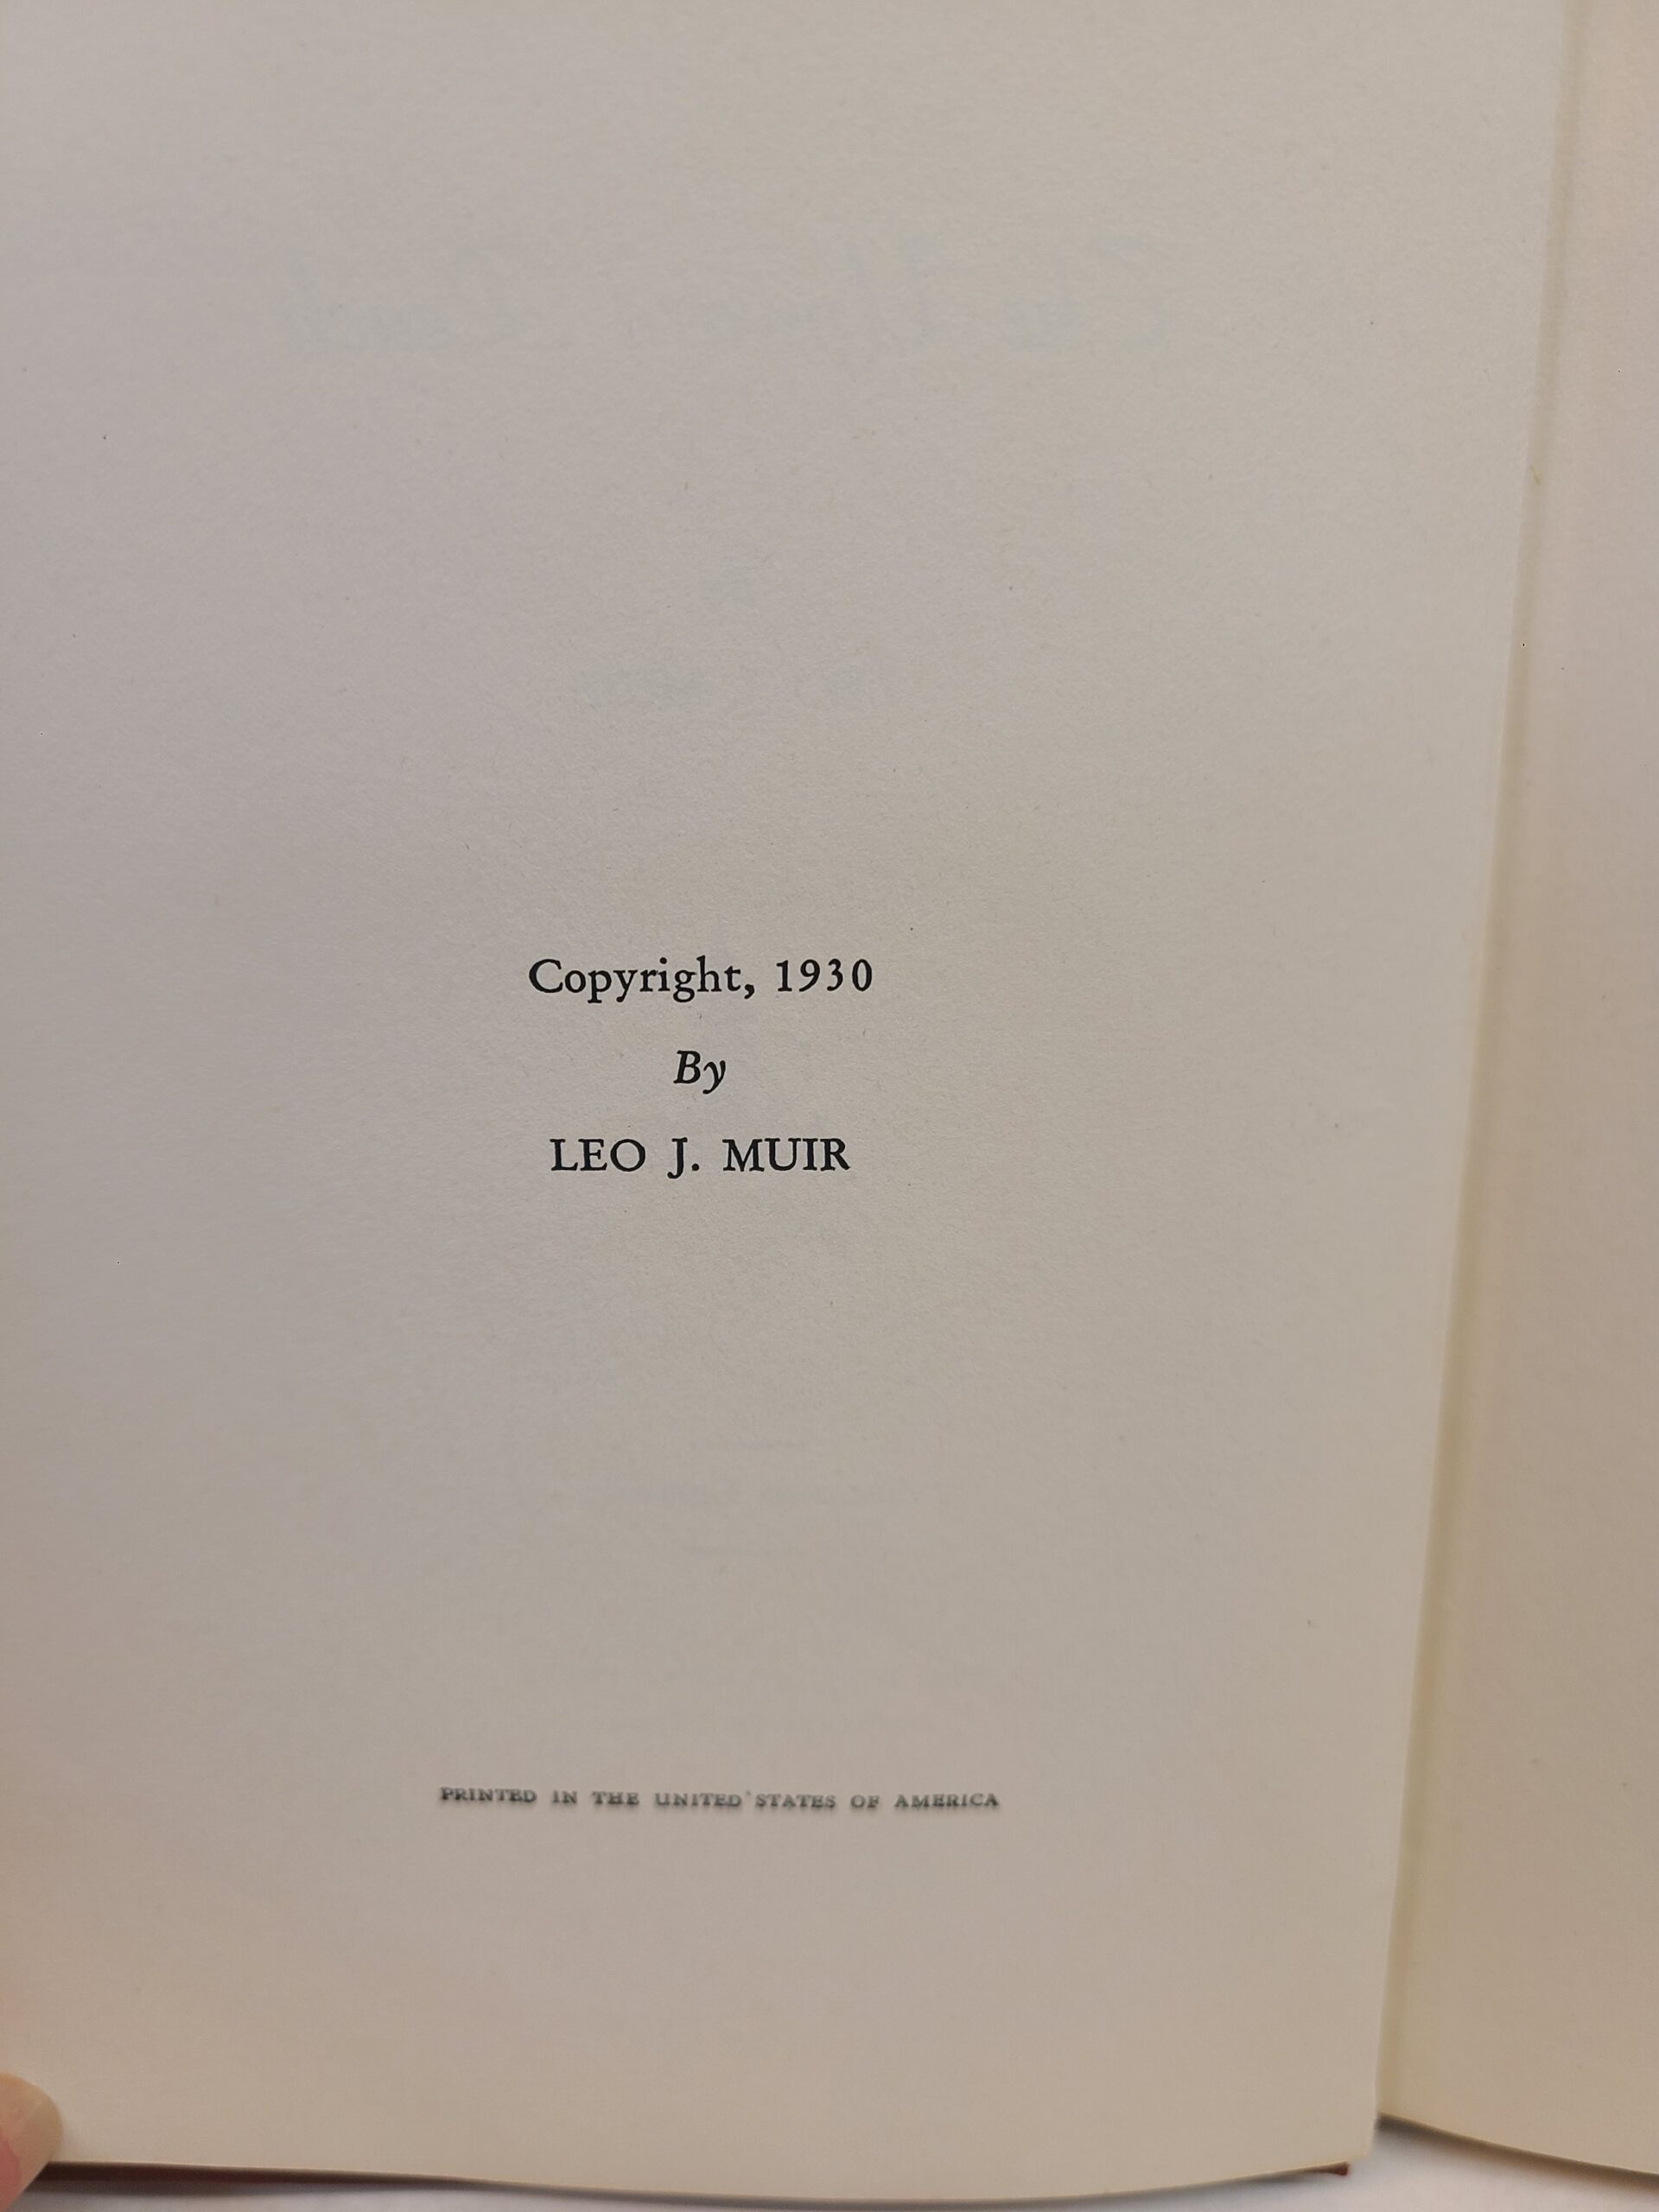 Copyright, 1930
By
LEO J. MUIR
PRINTED IN THE UNITED STATES OF AMERICA